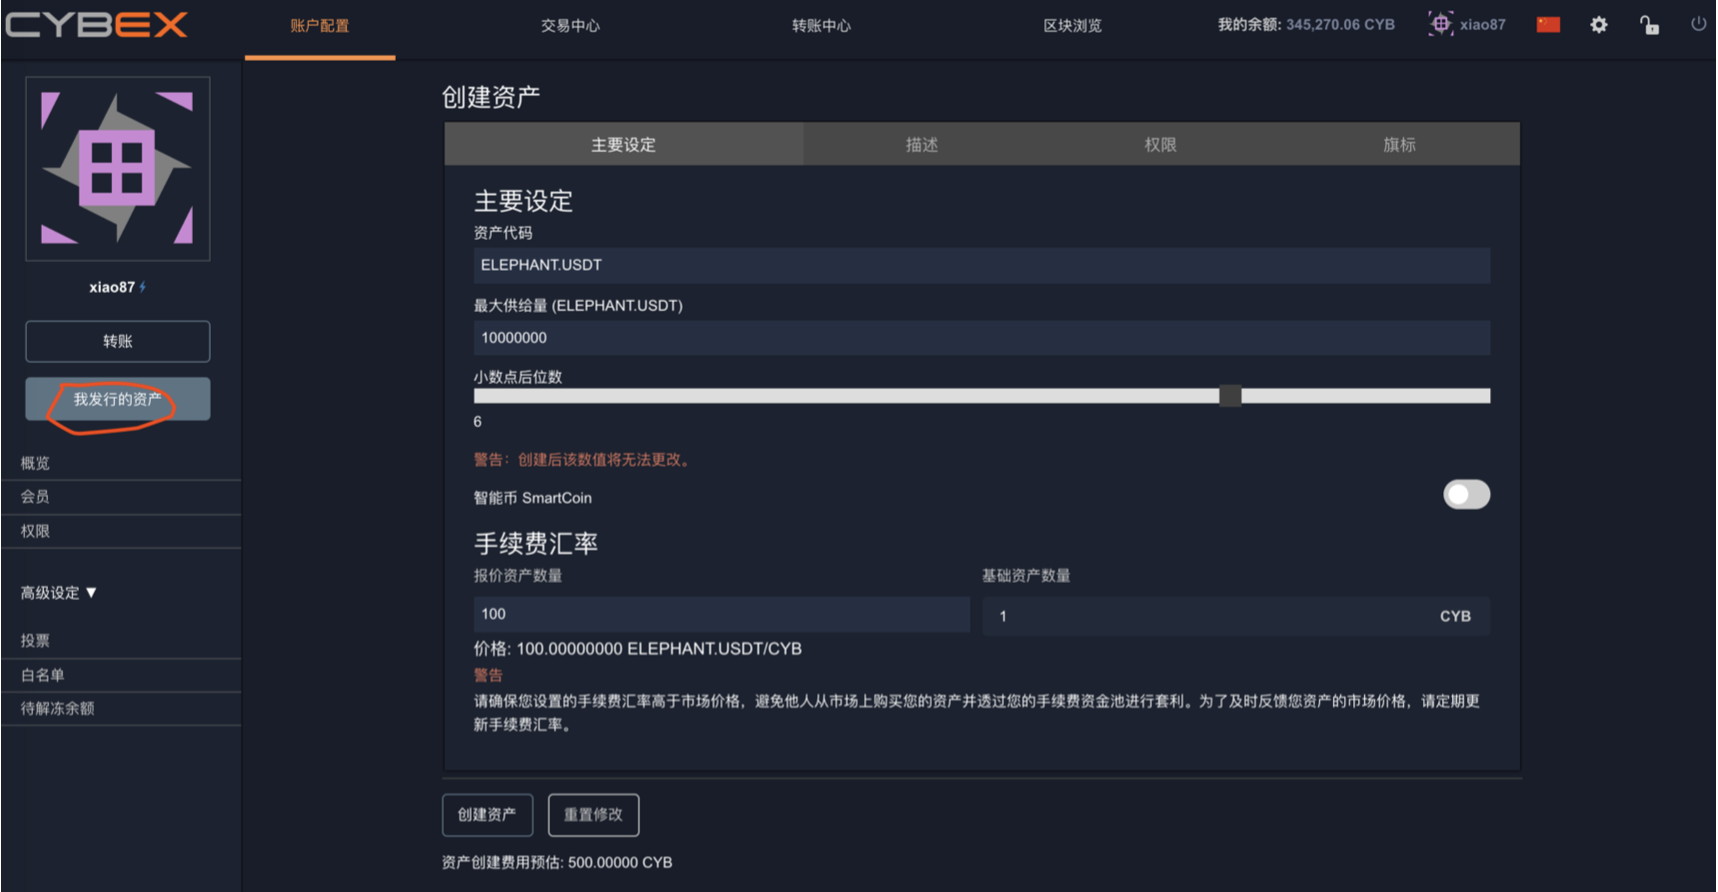 CYBEX
账户配置
交易中心
转账中心
区块浏览
我的余额: 345,270.06 CYB
xiao87
xiao87
转账
我发行的资产
概览
会员
权限
高级设定 ▼
投票
白名单
待解冻余额
创建资产
主要设定
描述
权限
旗标
主要设定
资产代码
ELEPHANT.USDT
最大供给量 (ELEPHANT.USDT)
10000000
小数点后位数
6
警告：创建后该数值将无法更改。
智能币 SmartCoin
手续费汇率
报价资产数量
基础资产数量
100
1
CYB
价格: 100.00000000 ELEPHANT.USDT/CYB
警告
请确保您设置的手续费汇率高于市场价格，避免他人从市场上购买您的资产并透过您的手续费资金池进行套利。为了及时反馈您资产的市场价格，请定期更
新手续费汇率。
创建资产
重置修改
资产创建费用预估: 500.00000 CYB